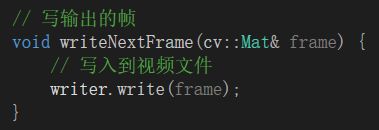 // 写输出的帧
void writeNextFrame(cv::Mat& frame) {
    // 写入到视频文件
    writer.write(frame);
}